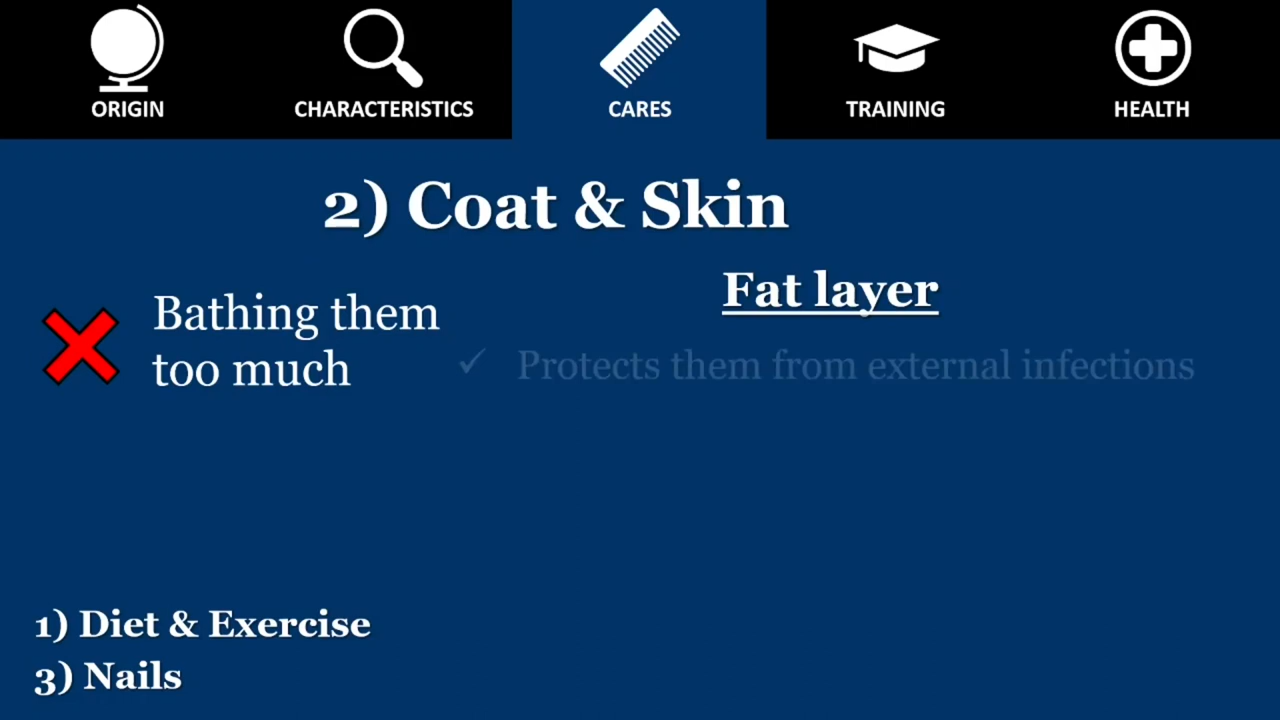 ORIGIN
CHARACTERISTICS
CARES
TRAINING
HEALTH
2) Coat & Skin
Bathing them
too much
Fat layer
✓ Protects them from external infections
1) Diet & Exercise
3) Nails